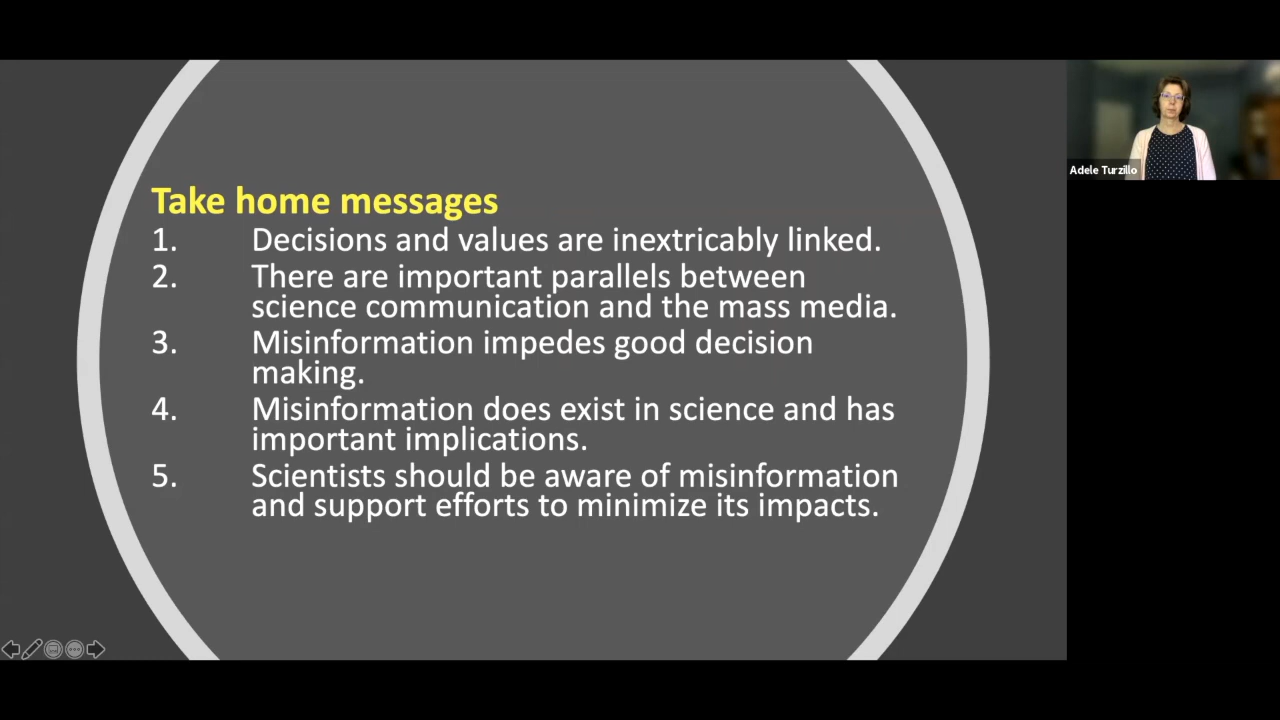 Take home messages
1. Decisions and values are inextricably linked.
2. There are important parallels between
science communication and the mass media.
3. Misinformation impedes good decision
making.
4. Misinformation does exist in science and has
important implications.
5. Scientists should be aware of misinformation
and support efforts to minimize its impacts.
Adele Turzillo